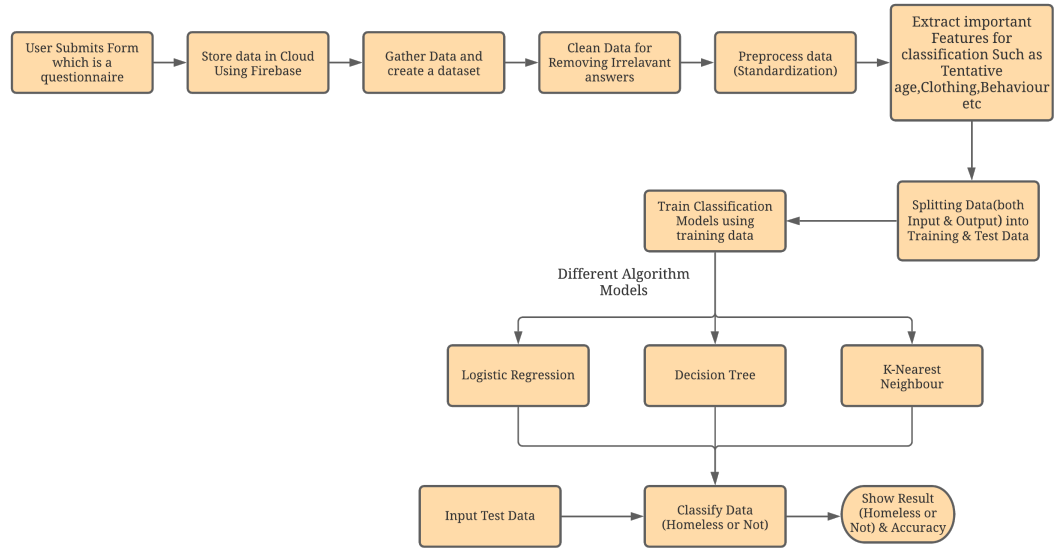 User Submits Form
which is a
questionnaire
Store data in Cloud
Using Firebase
Gather Data and
create a dataset
Clean Data for
Removing Irrelavant
answers
Preprocess data
(Standardization)
Extract important
Features for
classification Such as
Tentative
age,Clothing,Behaviour
etc
Splitting Data(both
Input & Output) into
Training & Test Data
Train Classification
Models using
training data
Different Algorithm
Models
Logistic Regression
Decision Tree
K-Nearest
Neighbour
Input Test Data
Classify Data
(Homeless or Not)
Show Result
(Homeless or
Not) & Accuracy